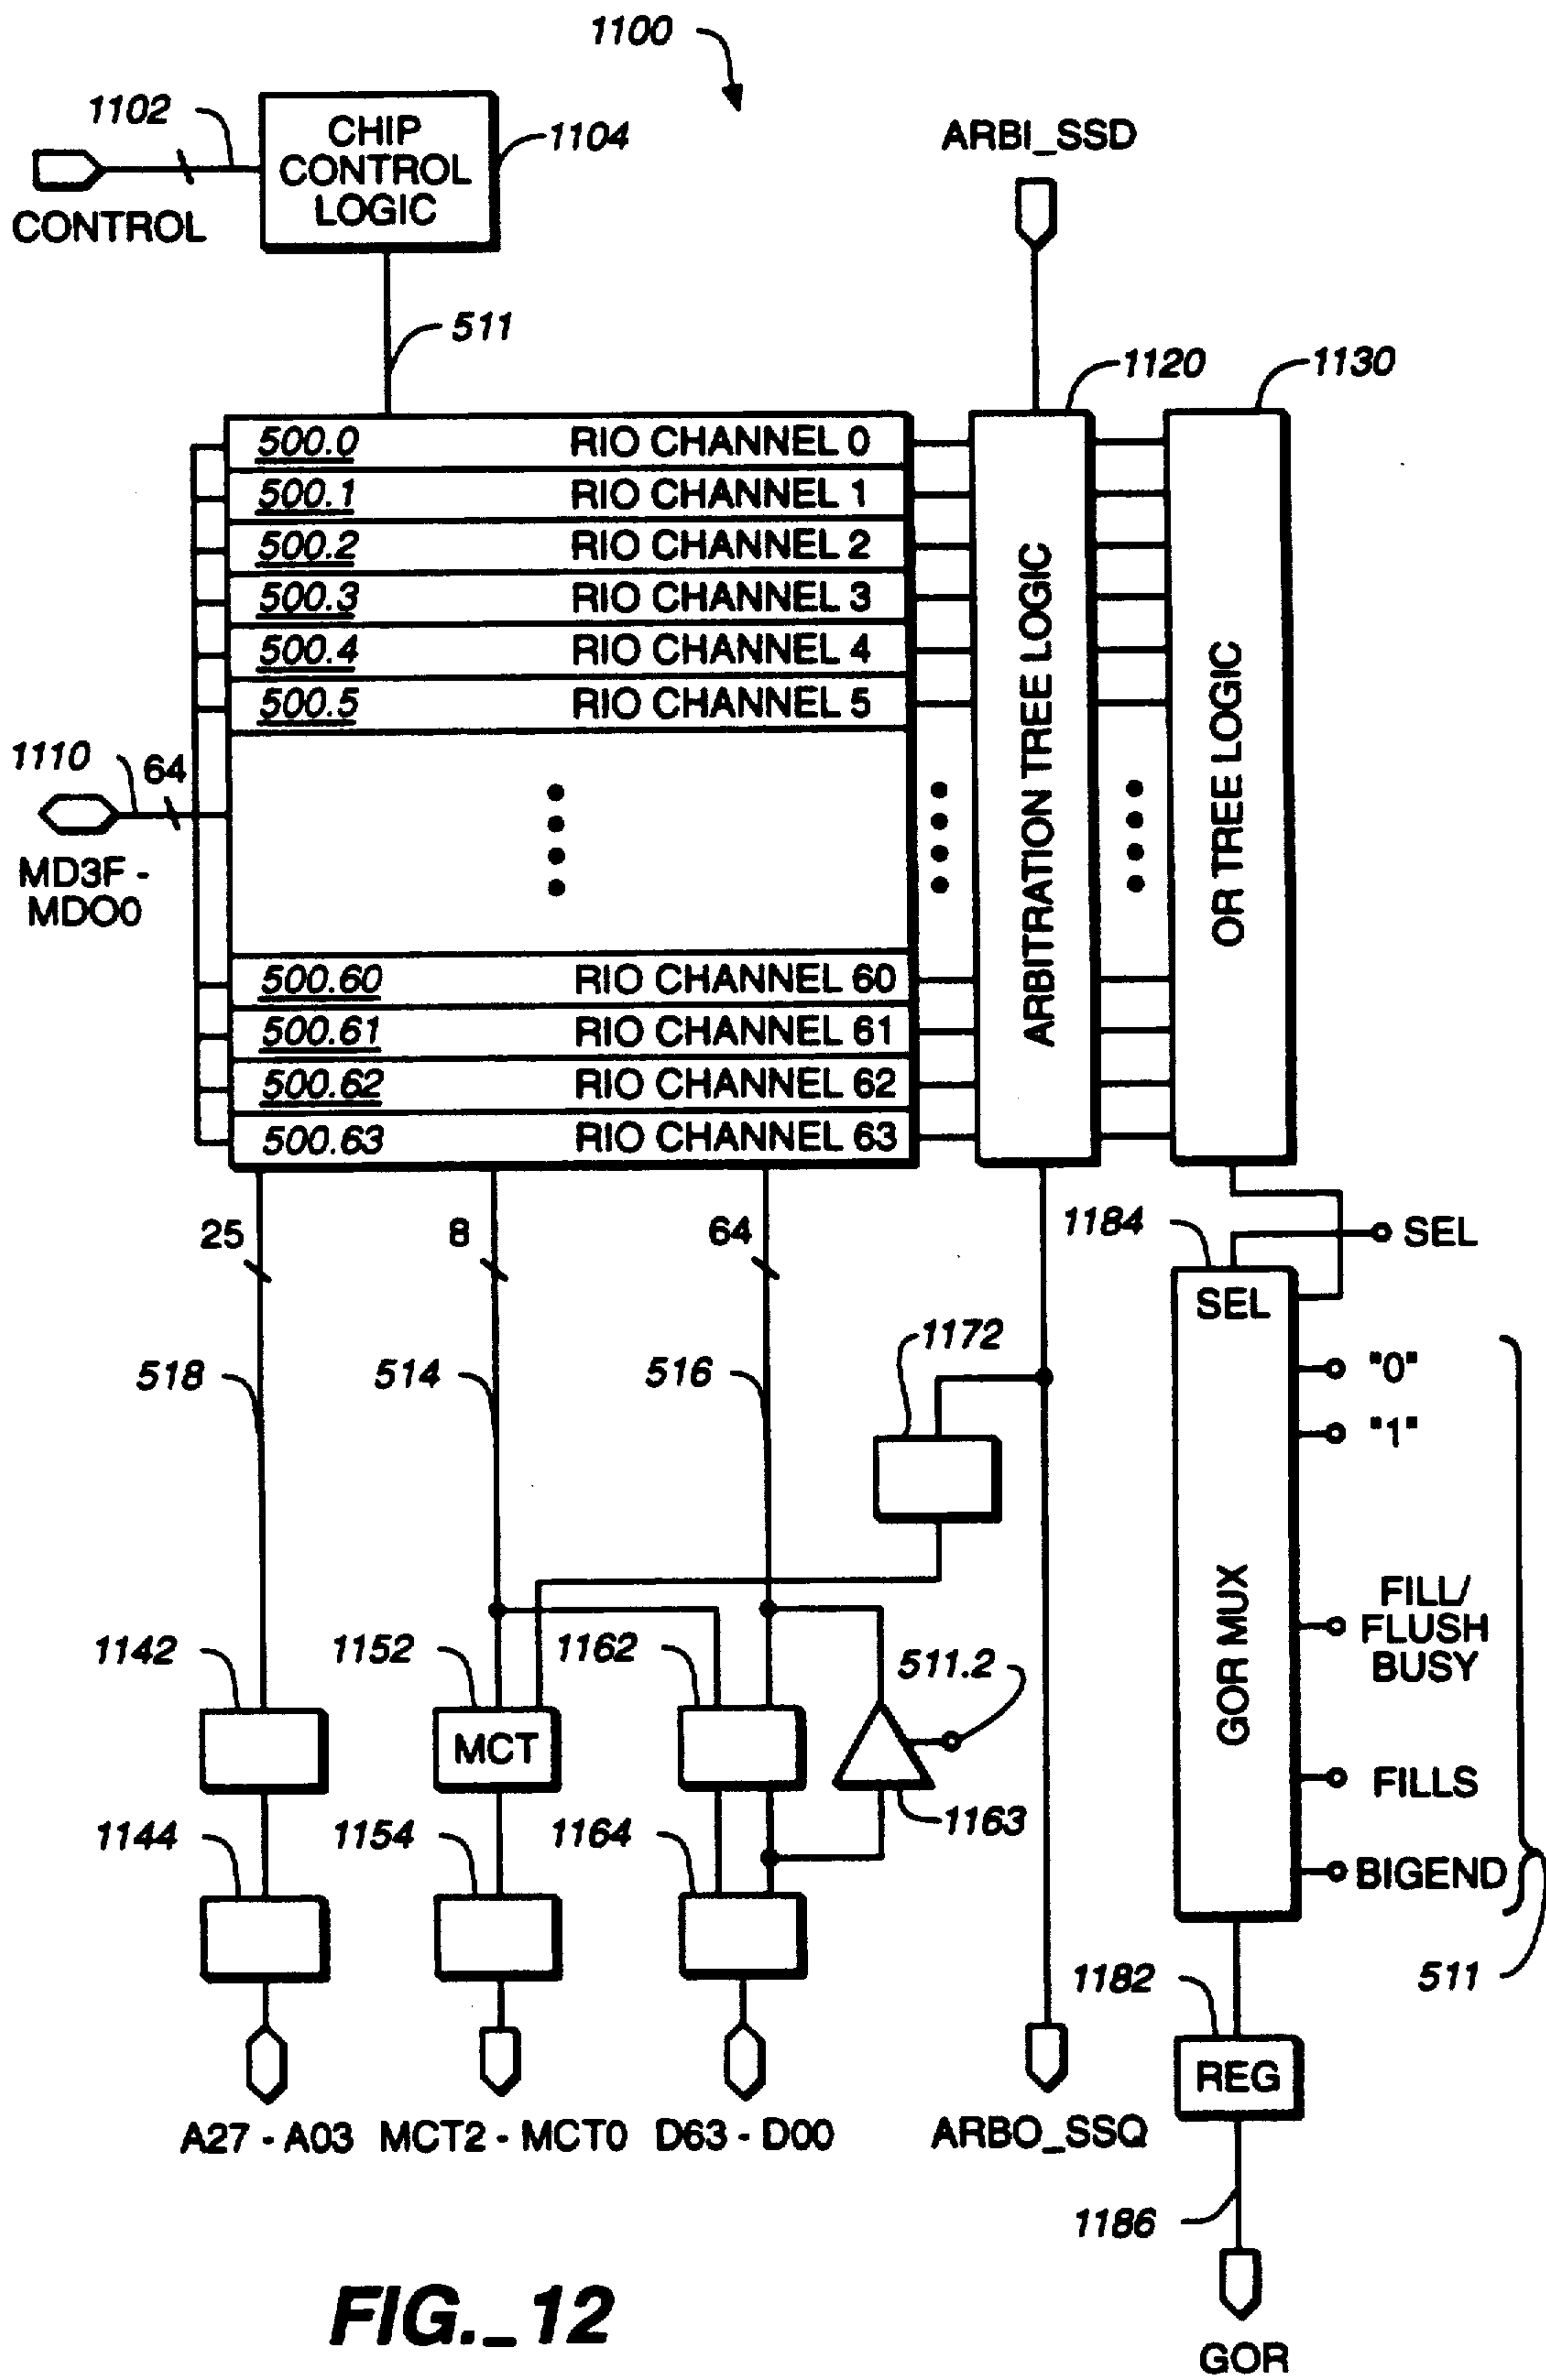 1100
1102
CHIP
CONTROL
LOGIC
1104
CONTROL
ARBI_SSD
511
1120
1130
500.0 RIO CHANNEL 0
500.1 RIO CHANNEL 1
500.2 RIO CHANNEL 2
500.3 RIO CHANNEL 3
500.4 RIO CHANNEL 4
500.5 RIO CHANNEL 5
1110
64
MD3F -
MDO0
ARBITRATION TREE LOGIC
OR TREE LOGIC
500.60 RIO CHANNEL 60
500.61 RIO CHANNEL 61
500.62 RIO CHANNEL 62
500.63 RIO CHANNEL 63
25
8
64
1184
SEL
SEL
518
514
516
1172
"0"
"1"
GOR MUX
FILL/
FLUSH
BUSY
1142
1152
1162
511.2
MCT
FILLS
1144
1154
1164
1163
BIGEND
511
1182
REG
A27 - A03
MCT2 - MCT0
D63 - D00
ARBO_SSQ
1186
GOR
FIG._12